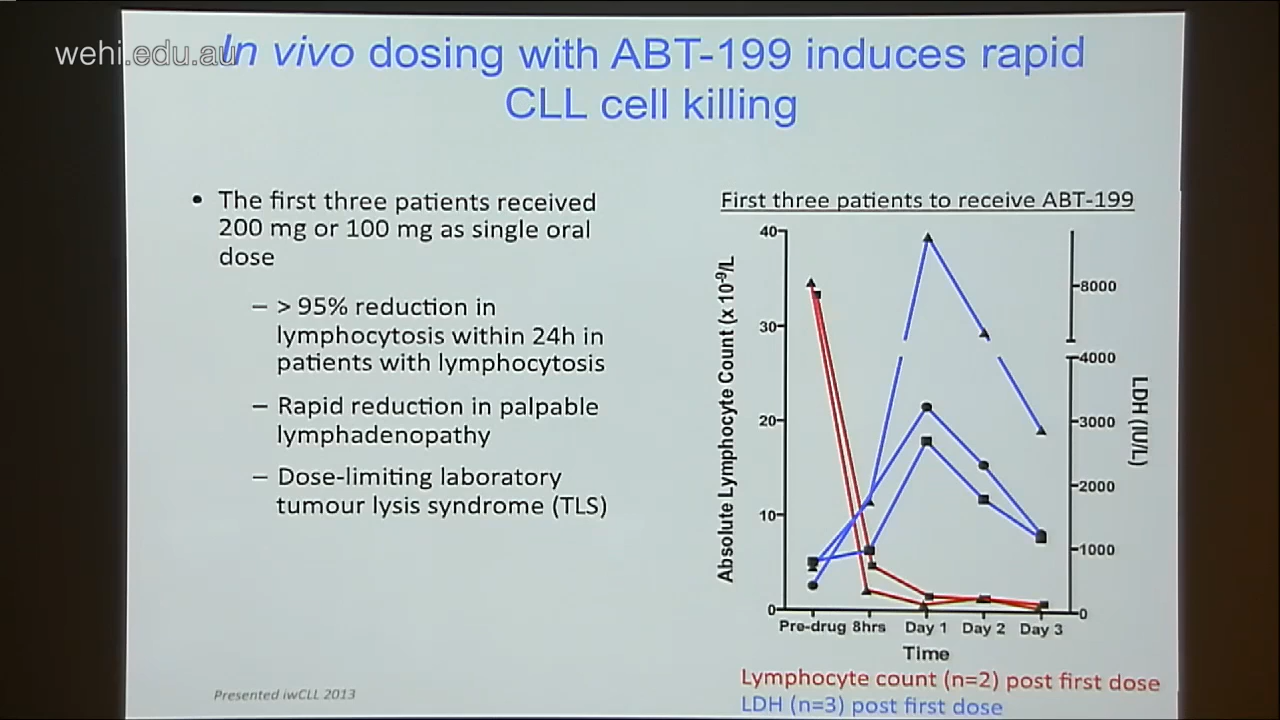 wehi.edu.au
In vivo dosing with ABT-199 induces rapid
CLL cell killing
• The first three patients received
200 mg or 100 mg as single oral
dose
– > 95% reduction in
lymphocytosis within 24h in
patients with lymphocytosis
– Rapid reduction in palpable
lymphadenopathy
– Dose-limiting laboratory
tumour lysis syndrome (TLS)
Presented iwCLL 2013
First three patients to receive ABT-199
Absolute Lymphocyte Count (x 10⁻⁹/L
40
30
20
10
0
8000
4000
3000
2000
1000
0
LDH (IU/L)
Pre-drug 8hrs Day 1 Day 2 Day 3
Time
Lymphocyte count (n=2) post first dose
LDH (n=3) post first dose